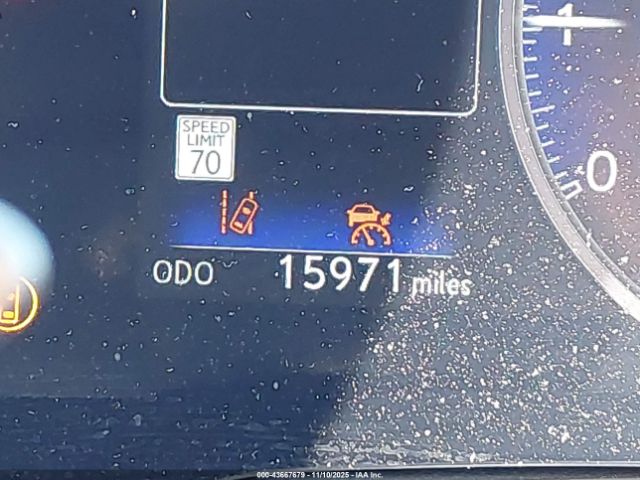 1
SPEED
LIMIT
70
0
ODO 15971 miles
000-43667679 - 11/10/2025 - IAA Inc.